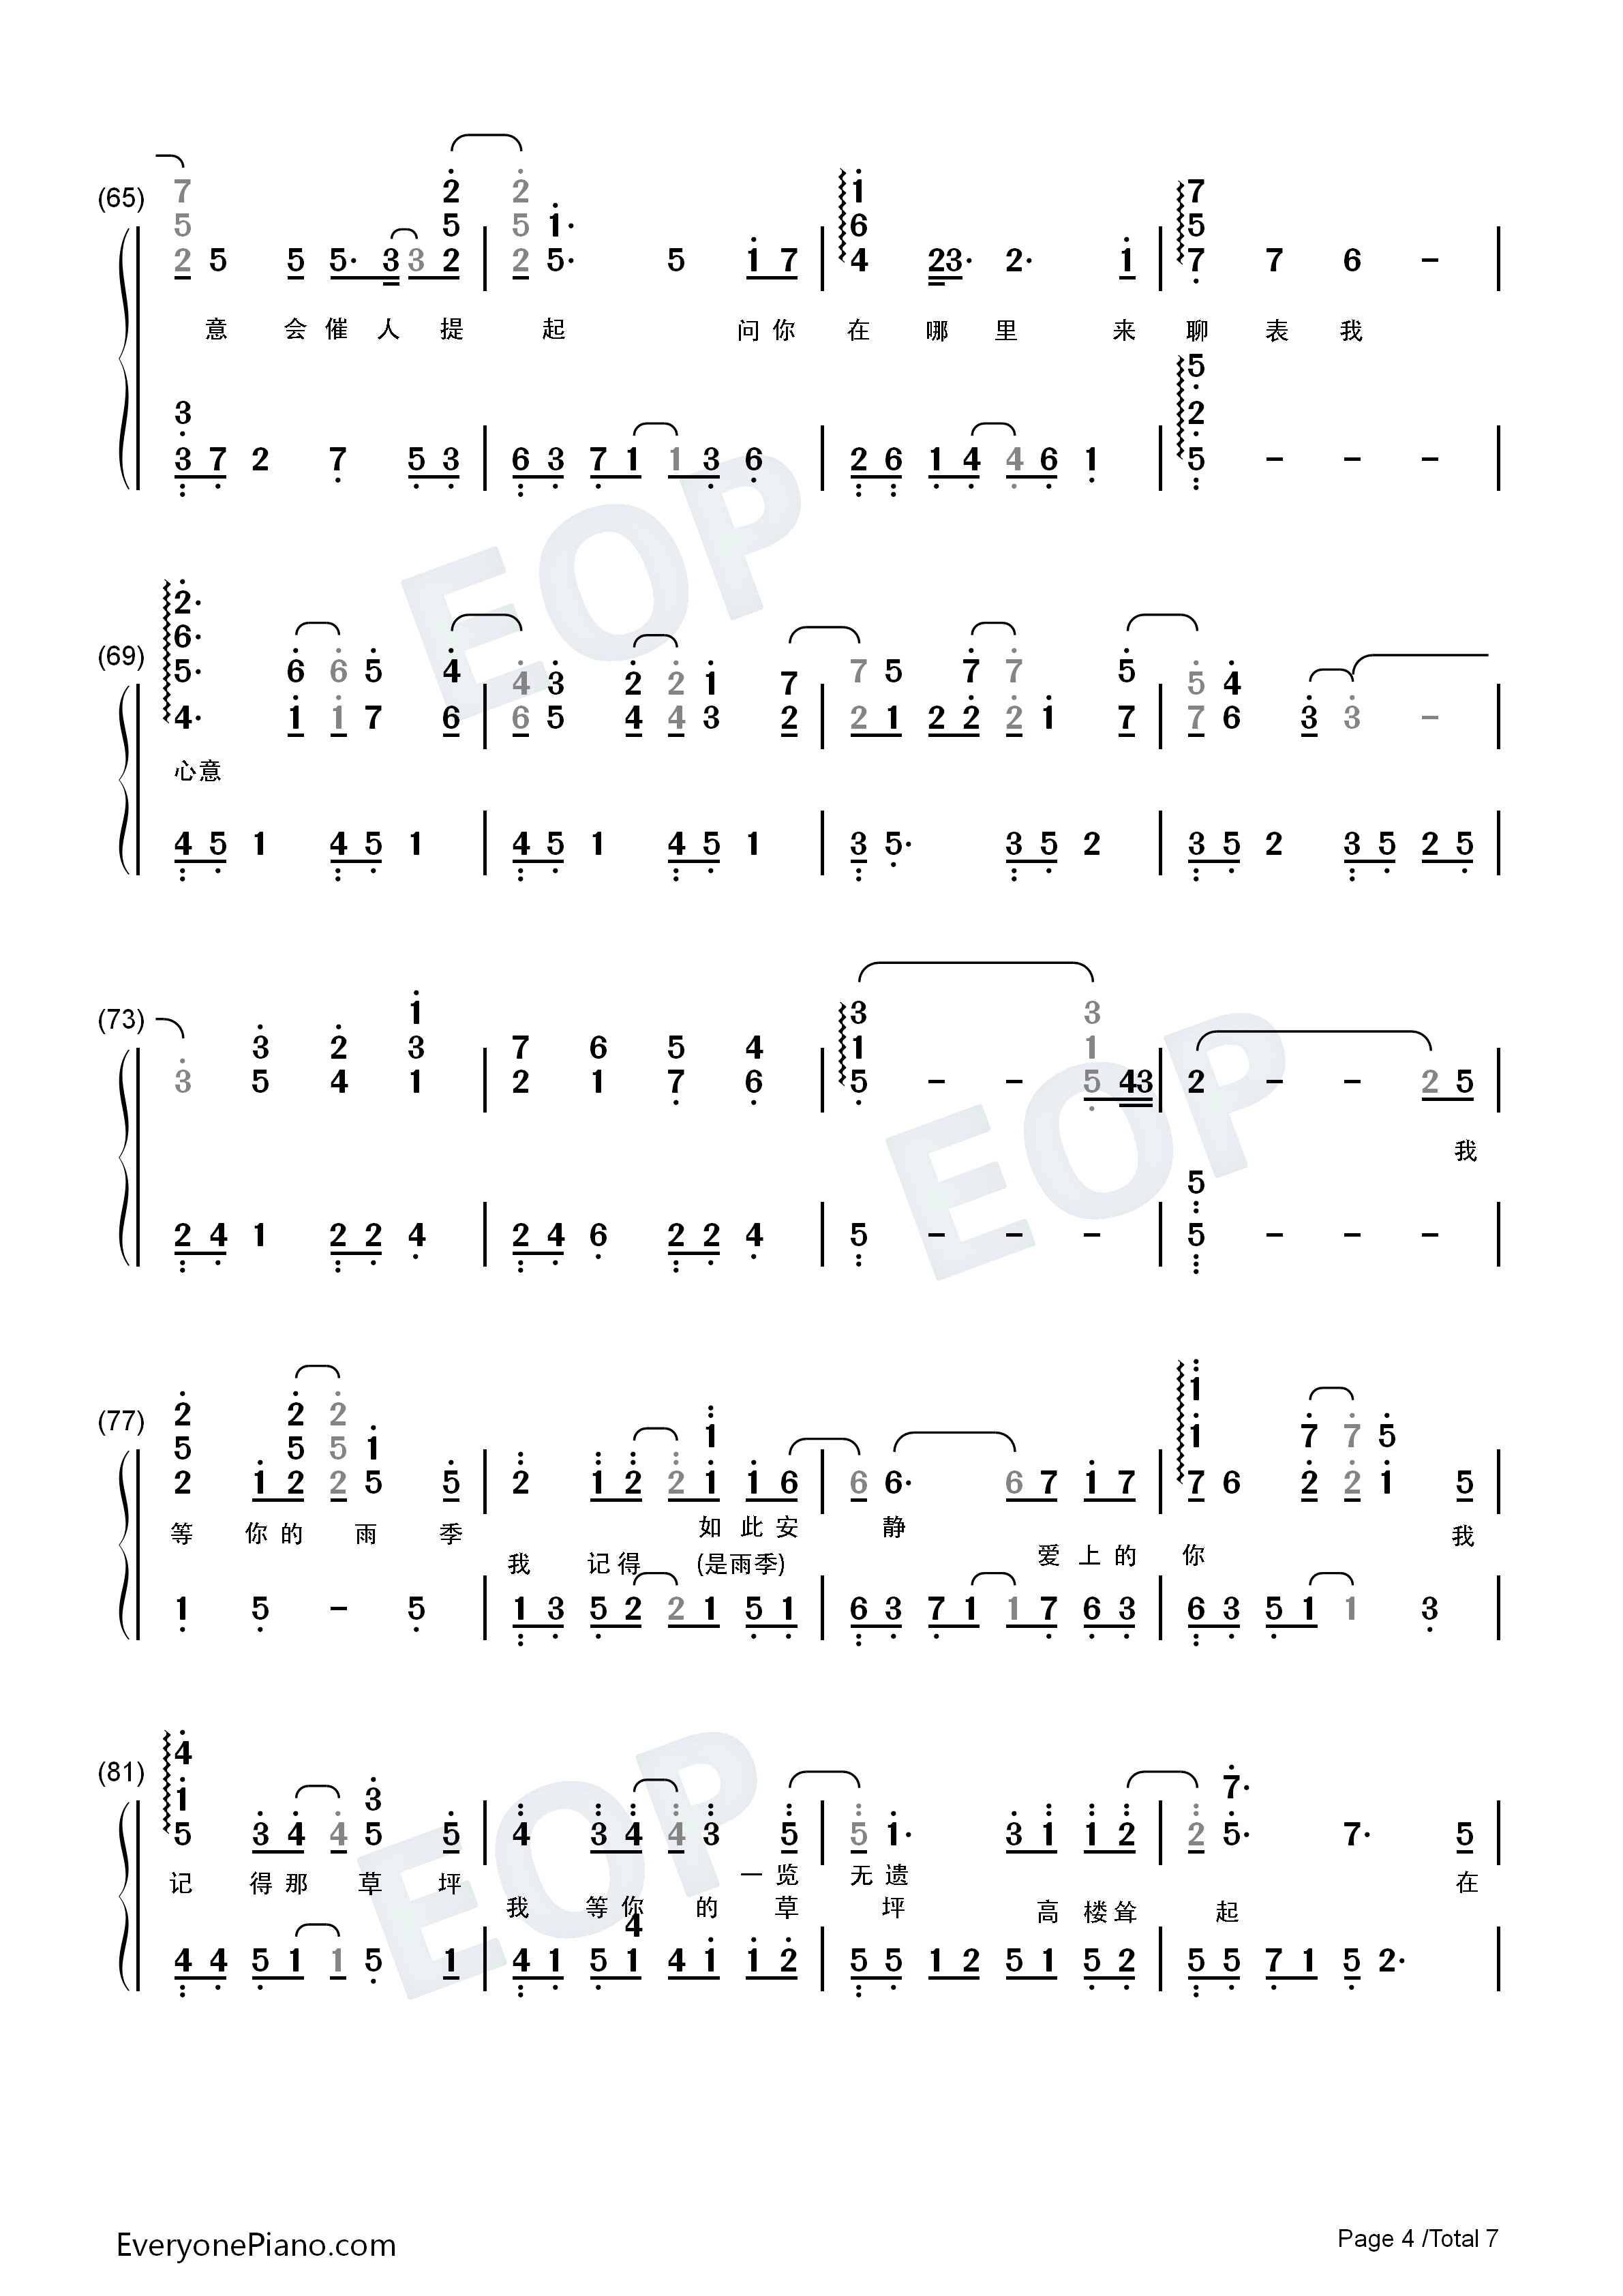 (65)
7 2̇ 2̇ i 7
5 5 5 i· 6 5
2 5 5 5· 3 3 2 2 5· 5 i 7 4 23· 2· i 7 7 6 –
意 会 催 人 提 起 问 你 在 哪 里 来 聊 表 我
5
3 2
3 7 2 7 5 3 6 3 7 1 1 3 6 2 6 1 4 4 6 1 5 – – –
2·
6·
(69)
5· 6 6 5 4 4 3 2 2 1 7 7 5 7 7 5 5 4
4· 1 1 7 6 6 5 4 4 3 2 2 1 2 2 2 1 7 7 6 3 3 –
心意
4 5 1 4 5 1 4 5 1 4 5 1 3 5· 3 5 2 3 5 2 3 5 2 5
(73)
1 3 3
3 2 3 7 6 5 4 1 1
3 5 4 1 2 1 7 6 5 – – 5 43 2 – – 2 5
我
5
2 4 1 2 2 4 2 4 6 2 2 4 5 – – – 5 – – –
(77)
2 2 2 1
5 5 5 1 1 1 7 7 5
2 1 2 2 5 5 2 1 2 2 1 1 6 6 6· 6 7 1 7 7 6 2 2 1 5
等 你 的 雨 季 如 此 安 静 我
我 记 得 (是雨季) 爱 上 的 你
1 5 – 5 1 3 5 2 2 1 5 1 6 3 7 1 1 7 6 3 6 3 5 1 1 3
(81)
4
1 3 7·
5 3 4 4 5 5 4 3 4 4 3 5 5 1· 3 1 1 2 2 5· 7· 5
记 得 那 草 坪 一 览 无 遗 在
我 等 你 的 草 坪 高 楼 耸 起
4
4 4 5 1 1 5 1 4 1 5 1 4 1 1 2 5 5 1 2 5 1 5 2 5 5 7 1 5 2·
EOP
EOP
EOP
EveryonePiano.com
Page 4 /Total 7